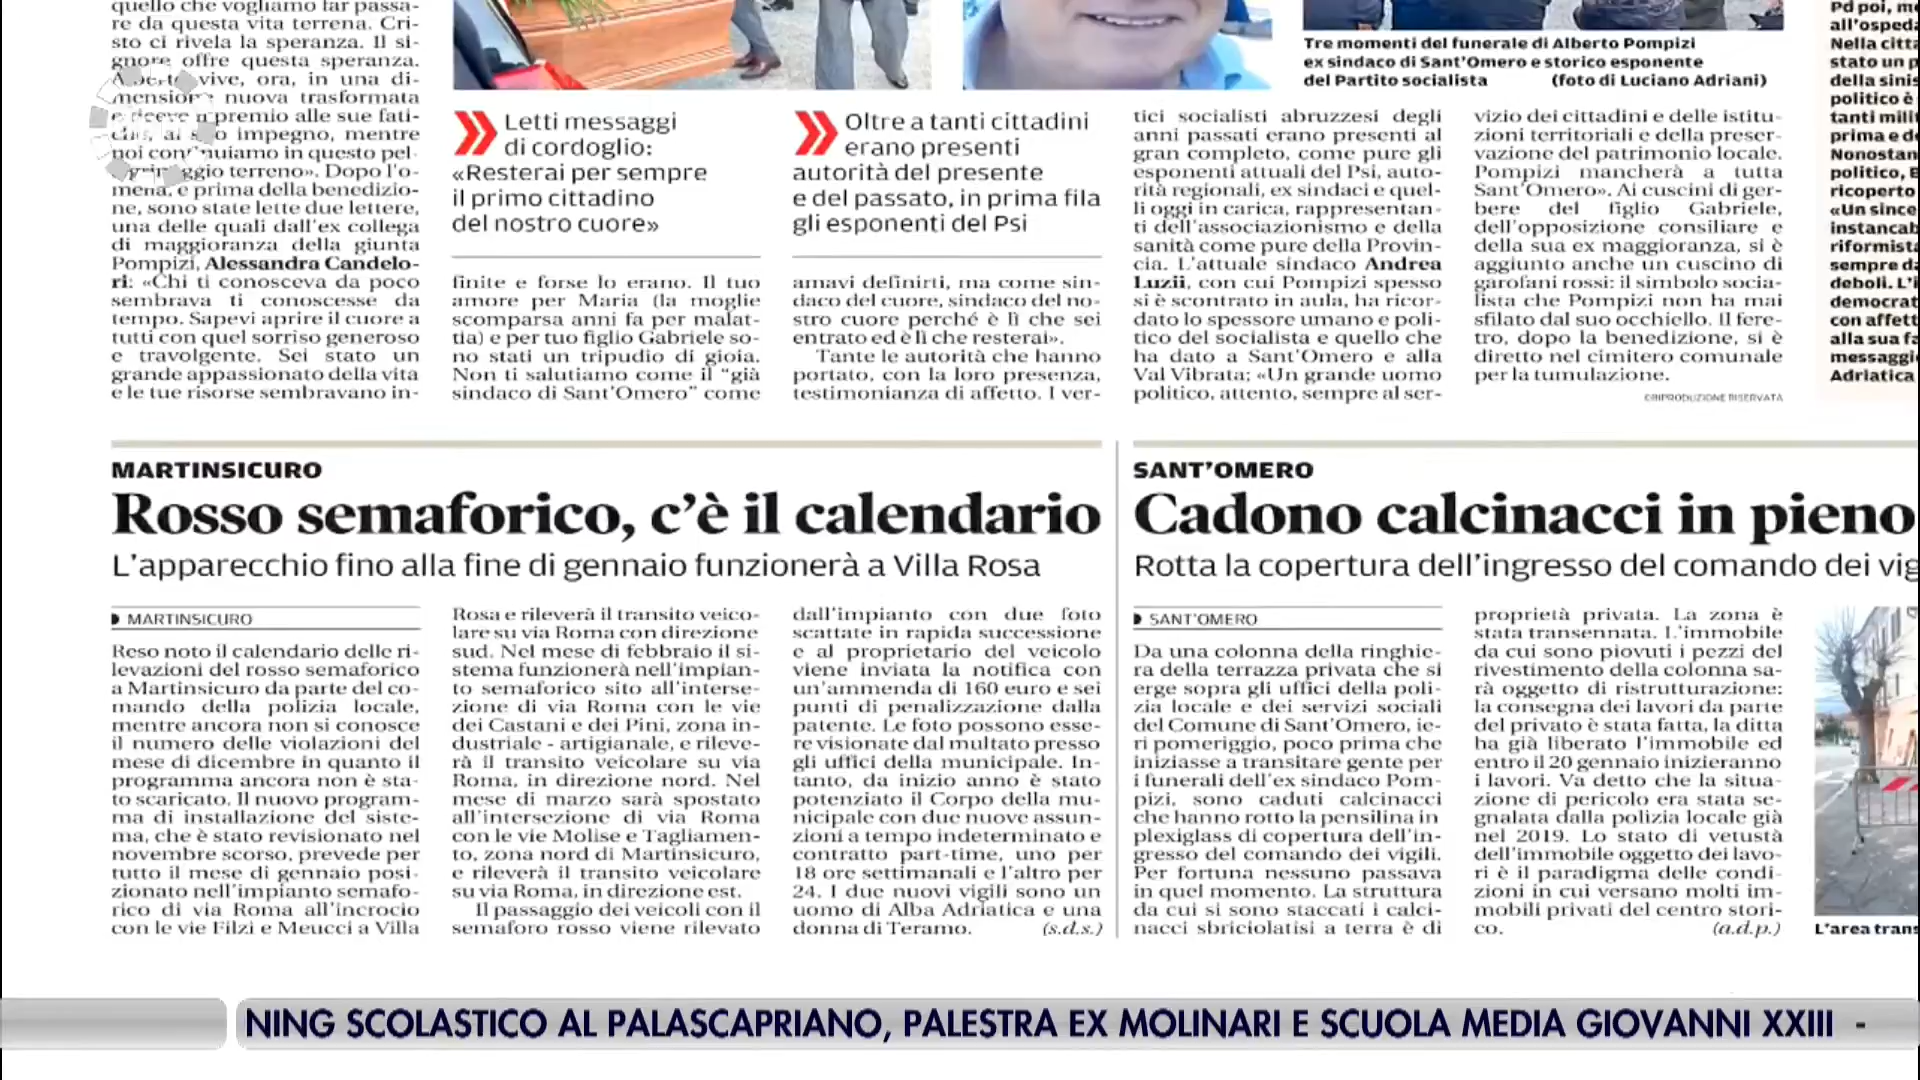 quello che vogliamo far passa-
re da questa vita terrena. Cri-
sto ci rivela la speranza. Il si-
gnore offre questa speranza.
Alberto vive, ora, in una di-
mensione nuova trasformata
e riceve il premio alle sue fati-
che, al suo impegno, mentre
noi continuiamo in questo pel-
legrinaggio terreno». Dopo l'o-
melia, e prima della benedizio-
ne, sono state lette due lettere,
una delle quali dall'ex collega
di maggioranza della giunta
Pompizi, Alessandra Candelo-
ri: «Chi ti conosceva da poco
sembrava ti conoscesse da
tempo. Sapevi aprire il cuore a
tutti con quel sorriso generoso
e travolgente. Sei stato un
grande appassionato della vita
e le tue risorse sembravano in-
Letti messaggi
di cordoglio:
«Resterai per sempre
il primo cittadino
del nostro cuore»
finite e forse lo erano. Il tuo
amore per Maria (la moglie
scomparsa anni fa per malat-
tia) e per tuo figlio Gabriele so-
no stati un tripudio di gioia.
Non ti salutiamo come il "già
sindaco di Sant'Omero" come
Oltre a tanti cittadini
erano presenti
autorità del presente
e del passato, in prima fila
gli esponenti del Psi
amavi definirti, ma come sin-
daco del cuore, sindaco del no-
stro cuore perché è lì che sei
entrato ed è lì che resterai».
Tante le autorità che hanno
portato, con la loro presenza,
testimonianza di affetto. I ver-
Tre momenti del funerale di Alberto Pompizi
ex sindaco di Sant'Omero e storico esponente
del Partito socialista (foto di Luciano Adriani)
tici socialisti abruzzesi degli
anni passati erano presenti al
gran completo, come pure gli
esponenti attuali del Psi, auto-
rità regionali, ex sindaci e quel-
li oggi in carica, rappresentan-
ti dell'associazionismo e della
sanità come pure della Provin-
cia. L'attuale sindaco Andrea
Luzii, con cui Pompizi spesso
si è scontrato in aula, ha ricor-
dato lo spessore umano e poli-
tico del socialista e quello che
ha dato a Sant'Omero e alla
Val Vibrata; «Un grande uomo
politico, attento, sempre al ser-
vizio dei cittadini e delle istitu-
zioni territoriali e della preser-
vazione del patrimonio locale.
Pompizi mancherà a tutta
Sant'Omero». Ai cuscini di ger-
bere del figlio Gabriele,
dell'opposizione consiliare e
della sua ex maggioranza, si è
aggiunto anche un cuscino di
garofani rossi: il simbolo socia-
lista che Pompizi non ha mai
sfilato dal suo occhiello. Il fere-
tro, dopo la benedizione, si è
diretto nel cimitero comunale
per la tumulazione.
©RIPRODUZIONE RISERVATA
Pd poi, me
all'ospeda
Nella citta
stato un p
della sinis
politico è
tanti milit
prima e de
Nonostan
politico, E
ricoperto
«Un since
instancab
riformista
sempre da
deboli. L'i
democrat
con affett
alla sua fa
messaggi
Adriatica
MARTINSICURO
Rosso semaforico, c'è il calendario
L'apparecchio fino alla fine di gennaio funzionerà a Villa Rosa
MARTINSICURO
Reso noto il calendario delle ri-
levazioni del rosso semaforico
a Martinsicuro da parte del co-
mando della polizia locale,
mentre ancora non si conosce
il numero delle violazioni del
mese di dicembre in quanto il
programma ancora non è sta-
to scaricato. Il nuovo program-
ma di installazione del siste-
ma, che è stato revisionato nel
novembre scorso, prevede per
tutto il mese di gennaio posi-
zionato nell'impianto semafo-
rico di via Roma all'incrocio
con le vie Filzi e Meucci a Villa
Rosa e rileverà il transito veico-
lare su via Roma con direzione
sud. Nel mese di febbraio il si-
stema funzionerà nell'impian-
to semaforico sito all'interse-
zione di via Roma con le vie
dei Castani e dei Pini, zona in-
dustriale - artigianale, e rileve-
rà il transito veicolare su via
Roma, in direzione nord. Nel
mese di marzo sarà spostato
all'intersezione di via Roma
con le vie Molise e Tagliamen-
to, zona nord di Martinsicuro,
e rileverà il transito veicolare
su via Roma, in direzione est.
Il passaggio dei veicoli con il
semaforo rosso viene rilevato
dall'impianto con due foto
scattate in rapida successione
e al proprietario del veicolo
viene inviata la notifica con
un'ammenda di 160 euro e sei
punti di penalizzazione dalla
patente. Le foto possono esse-
re visionate dal multato presso
gli uffici della municipale. In-
tanto, da inizio anno è stato
potenziato il Corpo della mu-
nicipale con due nuove assun-
zioni a tempo indeterminato e
contratto part-time, uno per
18 ore settimanali e l'altro per
24. I due nuovi vigili sono un
uomo di Alba Adriatica e una
donna di Teramo. (s.d.s.)
SANT'OMERO
Cadono calcinacci in pieno
Rotta la copertura dell'ingresso del comando dei vig
SANT'OMERO
Da una colonna della ringhie-
ra della terrazza privata che si
erge sopra gli uffici della poli-
zia locale e dei servizi sociali
del Comune di Sant'Omero, ie-
ri pomeriggio, poco prima che
iniziasse a transitare gente per
i funerali dell'ex sindaco Pom-
pizi, sono caduti calcinacci
che hanno rotto la pensilina in
plexiglass di copertura dell'in-
gresso del comando dei vigili.
Per fortuna nessuno passava
in quel momento. La struttura
da cui si sono staccati i calci-
nacci sbriciolatisi a terra è di
proprietà privata. La zona è
stata transennata. L'immobile
da cui sono piovuti i pezzi del
rivestimento della colonna sa-
rà oggetto di ristrutturazione:
la consegna dei lavori da parte
del privato è stata fatta, la ditta
ha già liberato l'immobile ed
entro il 20 gennaio inizieranno
i lavori. Va detto che la situa-
zione di pericolo era stata se-
gnalata dalla polizia locale già
nel 2019. Lo stato di vetustà
dell'immobile oggetto dei lavo-
ri è il paradigma delle condi-
zioni in cui versano molti im-
mobili privati del centro stori-
co. (a.d.p.)
L'area trans
NING SCOLASTICO AL PALASCAPRIANO, PALESTRA EX MOLINARI E SCUOLA MEDIA GIOVANNI XXIII -